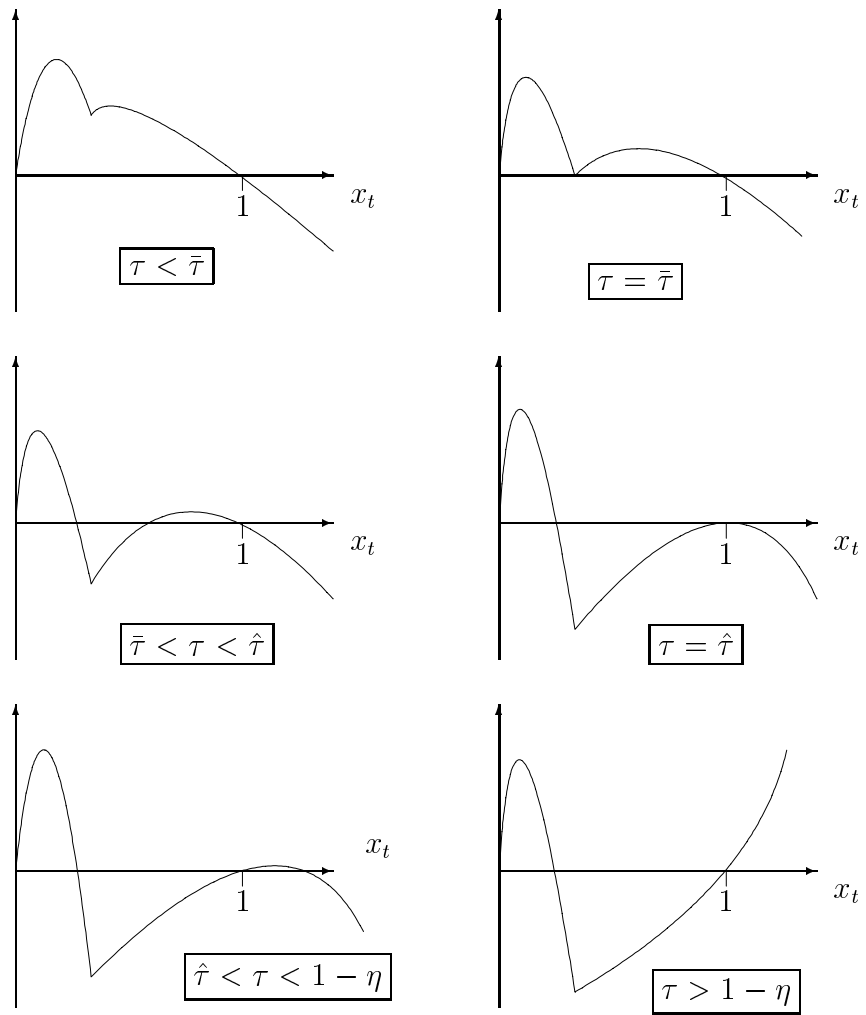 x_t
1
τ < τ̄
x_t
1
τ = τ̄
x_t
1
τ̄ < τ < τ̂
x_t
1
τ = τ̂
x_t
1
τ̂ < τ < 1 − η
x_t
1
τ > 1 − η